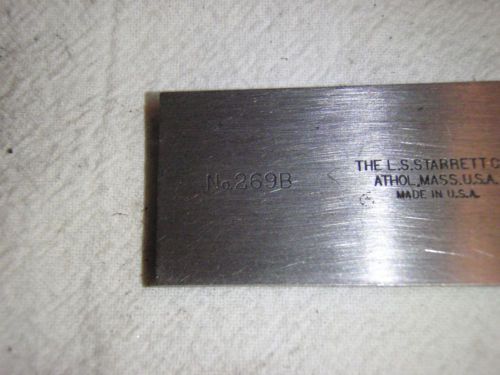 No.269B
THE L.S.STARRETT C
ATHOL,MASS.U.S.A.
MADE IN U.S.A.